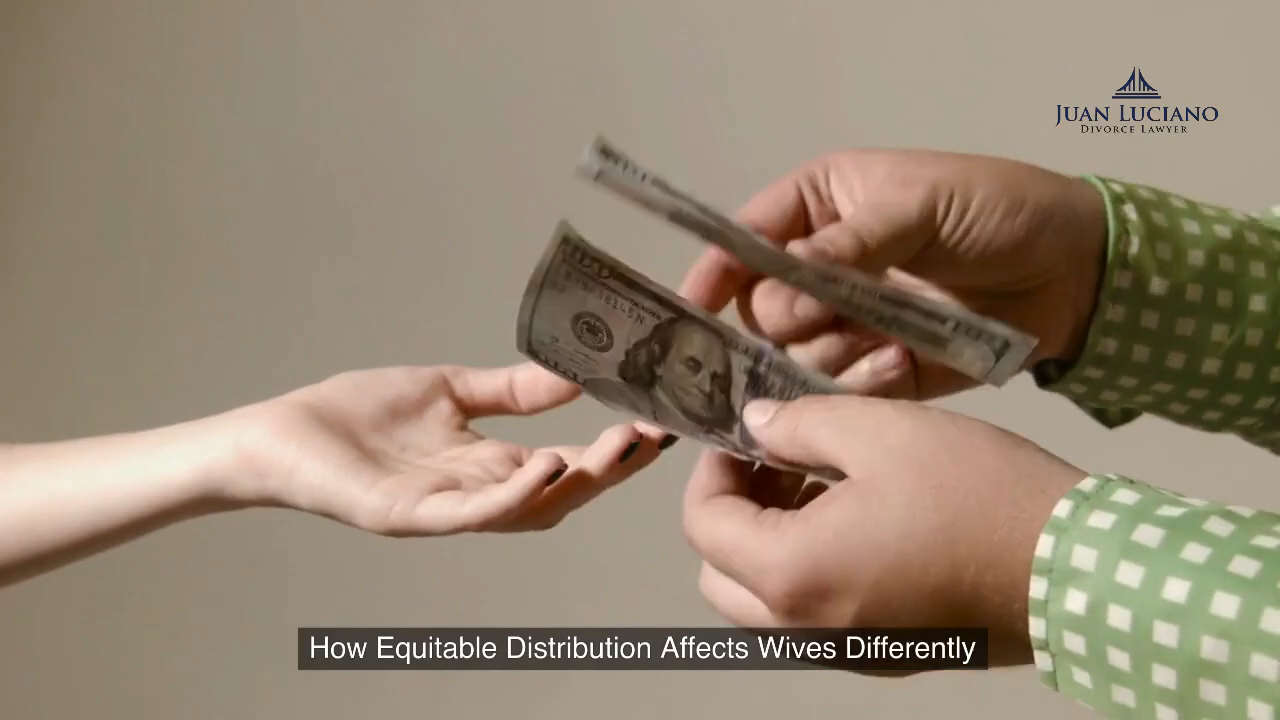 JUAN LUCIANO
DIVORCE LAWYER
How Equitable Distribution Affects Wives Differently